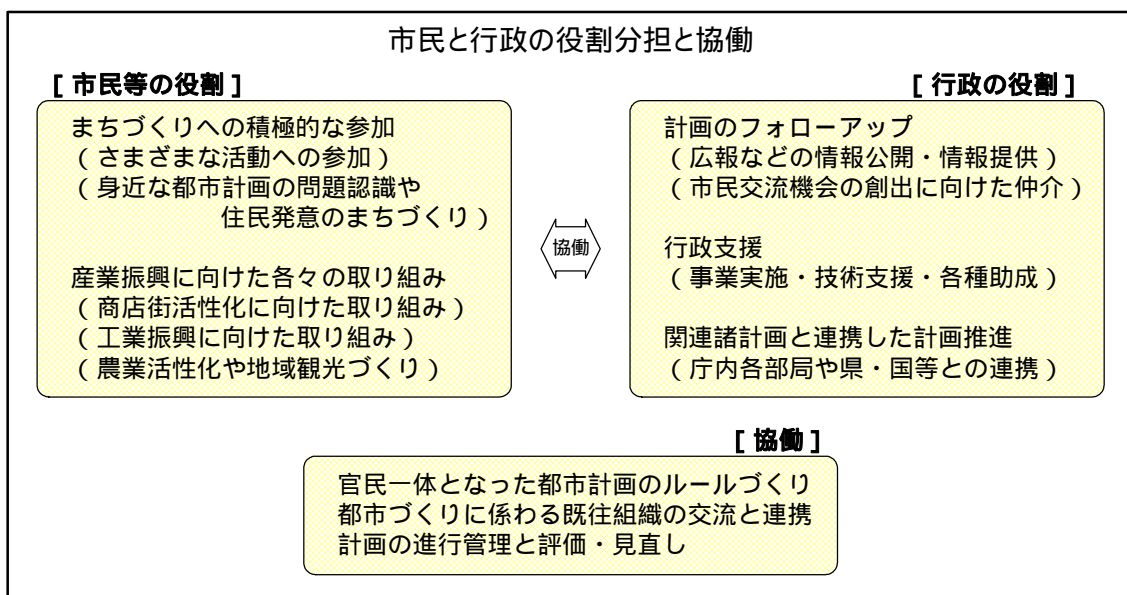 市民と行政の役割分担と協働
[ 市民等の役割 ]
まちづくりへの積極的な参加
( さまざまな活動への参加 )
( 身近な都市計画の問題認識や
住民発意のまちづくり )
産業振興に向けた各々の取り組み
( 商店街活性化に向けた取り組み )
( 工業振興に向けた取り組み )
( 農業活性化や地域観光づくり )
協働
[ 行政の役割 ]
計画のフォローアップ
( 広報などの情報公開・情報提供 )
( 市民交流機会の創出に向けた仲介 )
行政支援
( 事業実施・技術支援・各種助成 )
関連諸計画と連携した計画推進
( 庁内各部局や県・国等との連携 )
[ 協働 ]
官民一体となった都市計画のルールづくり
都市づくりに係わる既往組織の交流と連携
計画の進行管理と評価・見直し